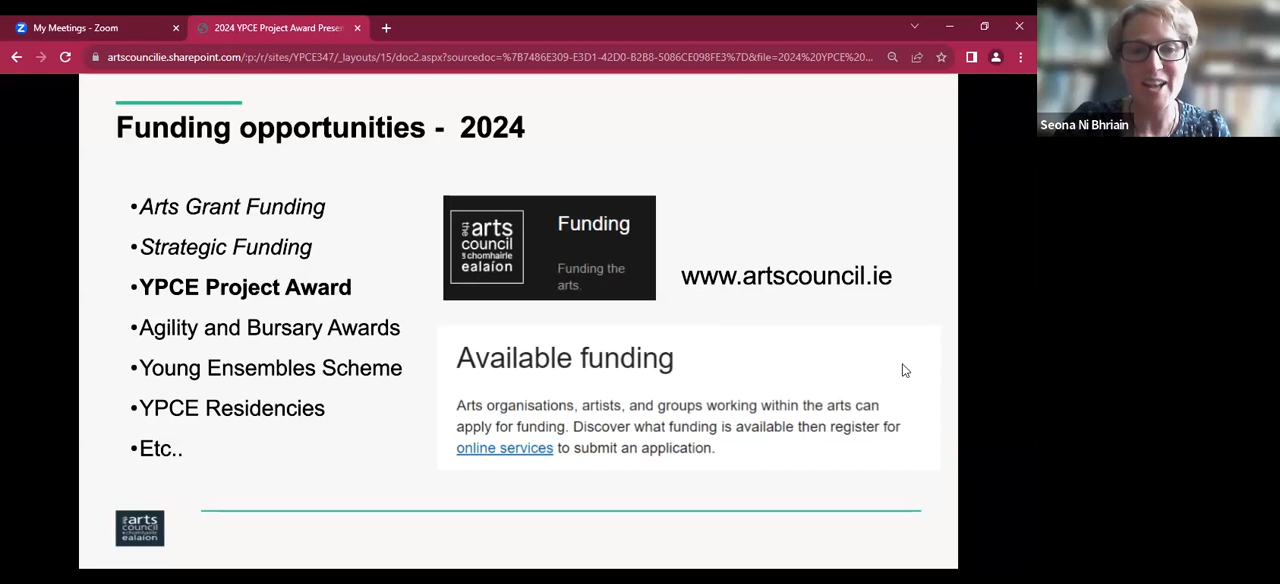 My Meetings - Zoom
2024 YPCE Project Award Presen
artscouncilie.sharepoint.com/:p:/r/sites/YPCE347/_layouts/15/doc2.aspx?sourcedoc=%7B7486E309-E3D1-42D0-B2B8-5086CE098FE3%7D&file=2024%20YPCE%20...
Seona Ni Bhriain
Funding opportunities - 2024
•Arts Grant Funding
•Strategic Funding
•YPCE Project Award
•Agility and Bursary Awards
•Young Ensembles Scheme
•YPCE Residencies
•Etc..
the arts
council
chomhairle
ealaíon
Funding
Funding the
arts.
www.artscouncil.ie
Available funding
Arts organisations, artists, and groups working within the arts can
apply for funding. Discover what funding is available then register for
online services to submit an application.
arts
council
chomhairle
ealaíon